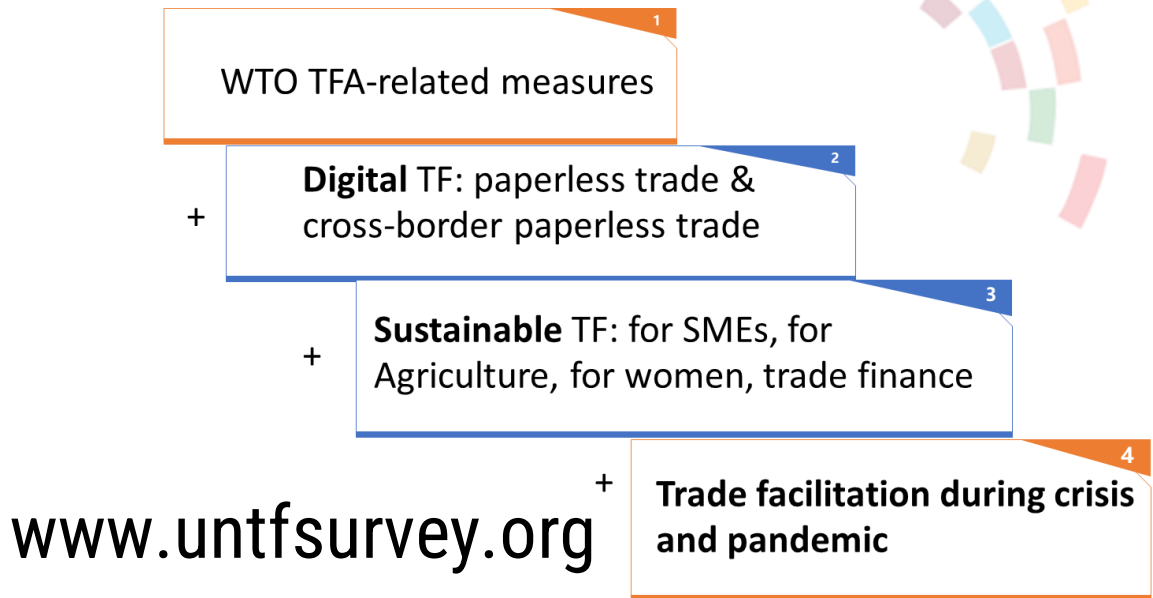 1
WTO TFA-related measures
2
Digital TF: paperless trade &
cross-border paperless trade
+
3
Sustainable TF: for SMEs, for
Agriculture, for women, trade finance
+
4
Trade facilitation during crisis
and pandemic
+
www.untfsurvey.org